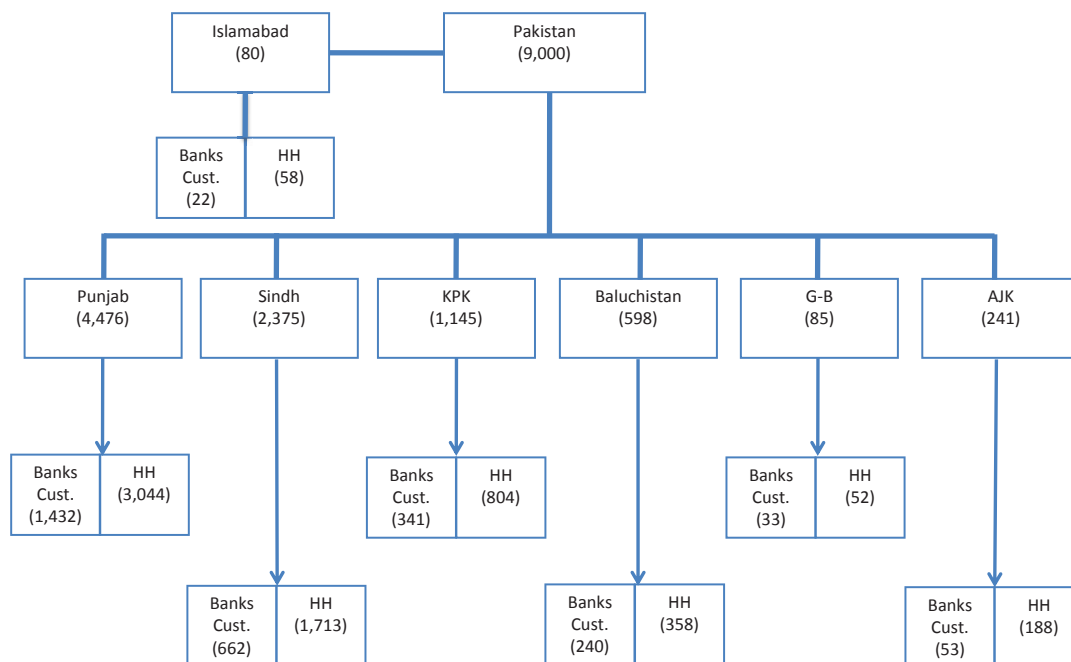 Islamabad
(80)
Pakistan
(9,000)
Banks
Cust.
(22)
HH
(58)
Punjab
(4,476)
Sindh
(2,375)
KPK
(1,145)
Baluchistan
(598)
G-B
(85)
AJK
(241)
Banks
Cust.
(1,432)
HH
(3,044)
Banks
Cust.
(341)
HH
(804)
Banks
Cust.
(33)
HH
(52)
Banks
Cust.
(662)
HH
(1,713)
Banks
Cust.
(240)
HH
(358)
Banks
Cust.
(53)
HH
(188)